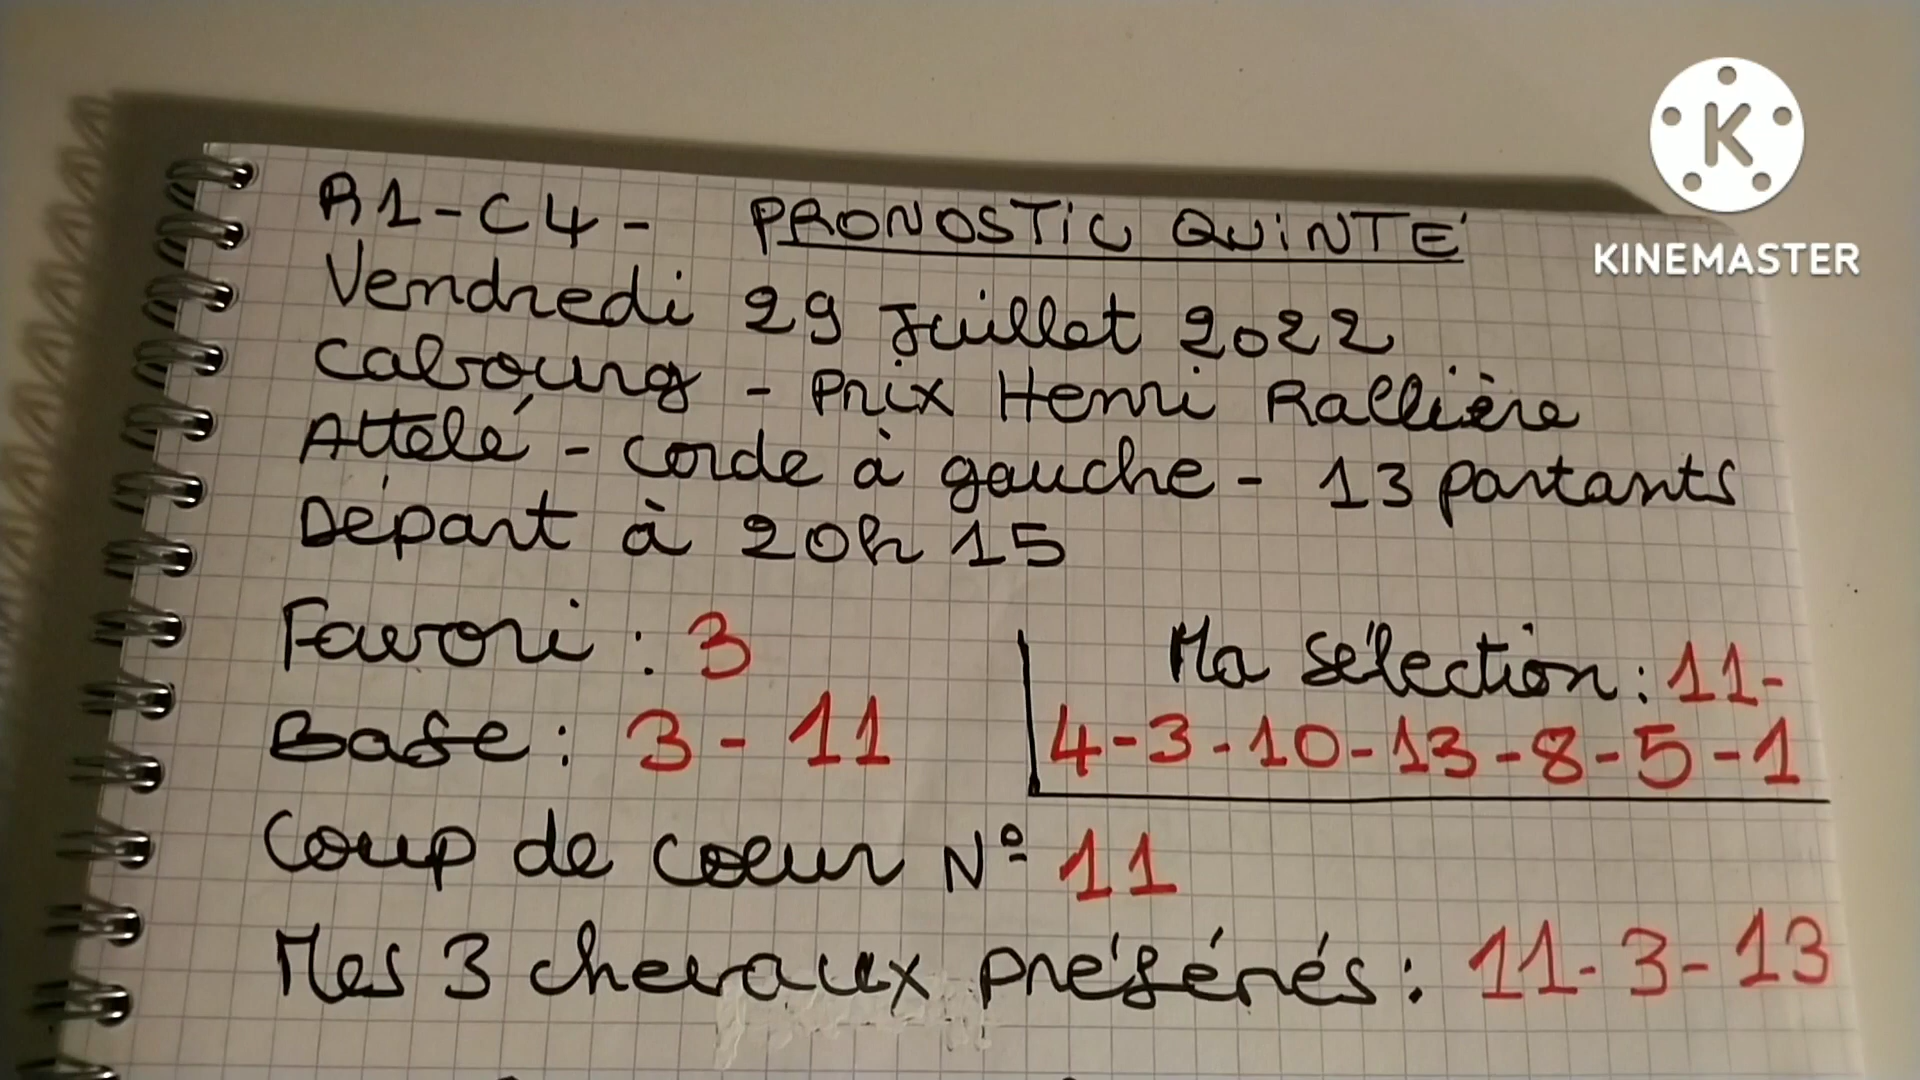 R1-C4- PRONOSTIC QUINTÉ
Vendredi 29 Juillet 2022
Cabourg - Prix Henri Rallière
Attelé - Corde à gauche - 13 partants
Départ à 20h15
Favori : 3
Base : 3 - 11
Ma sélection : 11-
4-3-10-13-8-5-1
Coup de coeur N° 11
Mes 3 chevaux préférés : 11-3-13
K
KINEMASTER